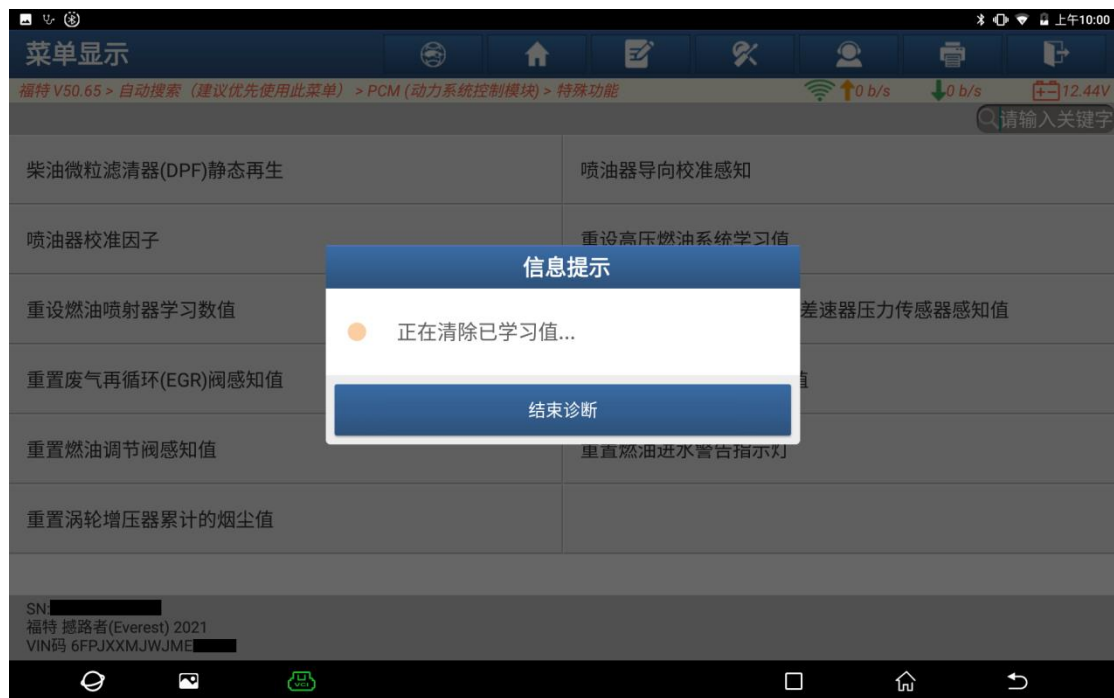 上午10:00
菜单显示
福特 V50.65 > 自动搜索（建议优先使用此菜单） > PCM (动力系统控制模块) > 特殊功能
0 b/s
0 b/s
12.44V
请输入关键字
柴油微粒滤清器(DPF)静态再生
喷油器导向校准感知
喷油器校准因子
重设高压燃油系统学习值
信息提示
重设燃油喷射器学习数值
差速器压力传感器感知值
正在清除已学习值...
重置废气再循环(EGR)阀感知值
结束诊断
重置燃油调节阀感知值
重置燃油进水警告指示灯
重置涡轮增压器累计的烟尘值
SN:
福特 撼路者(Everest) 2021
VIN码 6FPJXXMJWJME
VCI